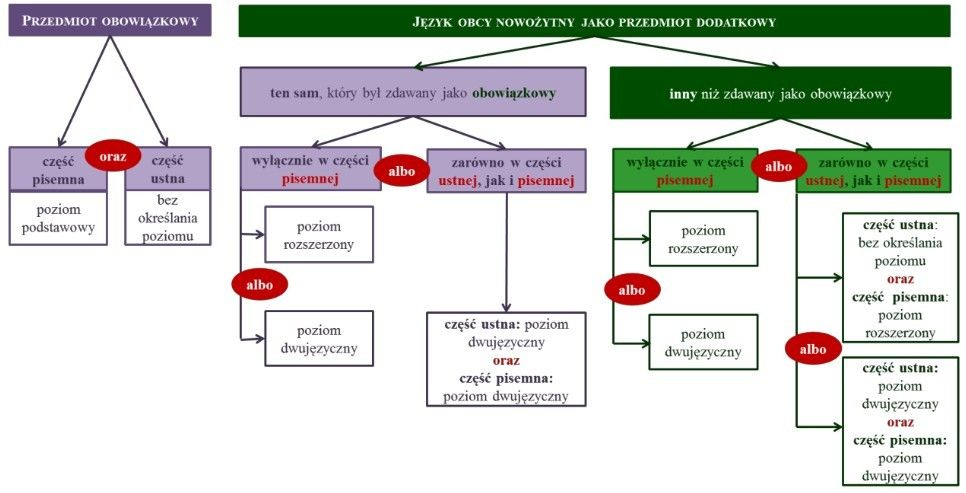 PRZEDMIOT OBOWIĄZKOWY
część
pisemna
oraz
część
ustna
poziom
podstawowy
bez
określania
poziomu
JĘZYK OBCY NOWOŻYTNY JAKO PRZEDMIOT DODATKOWY
ten sam, który był zdawany jako obowiązkowy
wyłącznie w części
pisemnej
albo
zarówno w części
ustnej, jak i pisemnej
poziom
rozszerzony
albo
poziom
dwujęzyczny
część ustna: poziom
dwujęzyczny
oraz
część pisemna:
poziom dwujęzyczny
inny niż zdawany jako obowiązkowy
wyłącznie w części
pisemnej
albo
zarówno w części
ustnej, jak i pisemnej
poziom
rozszerzony
albo
poziom
dwujęzyczny
część ustna:
bez określania
poziomu
oraz
część pisemna:
poziom
rozszerzony
albo
część ustna:
poziom
dwujęzyczny
oraz
część pisemna:
poziom
dwujęzyczny